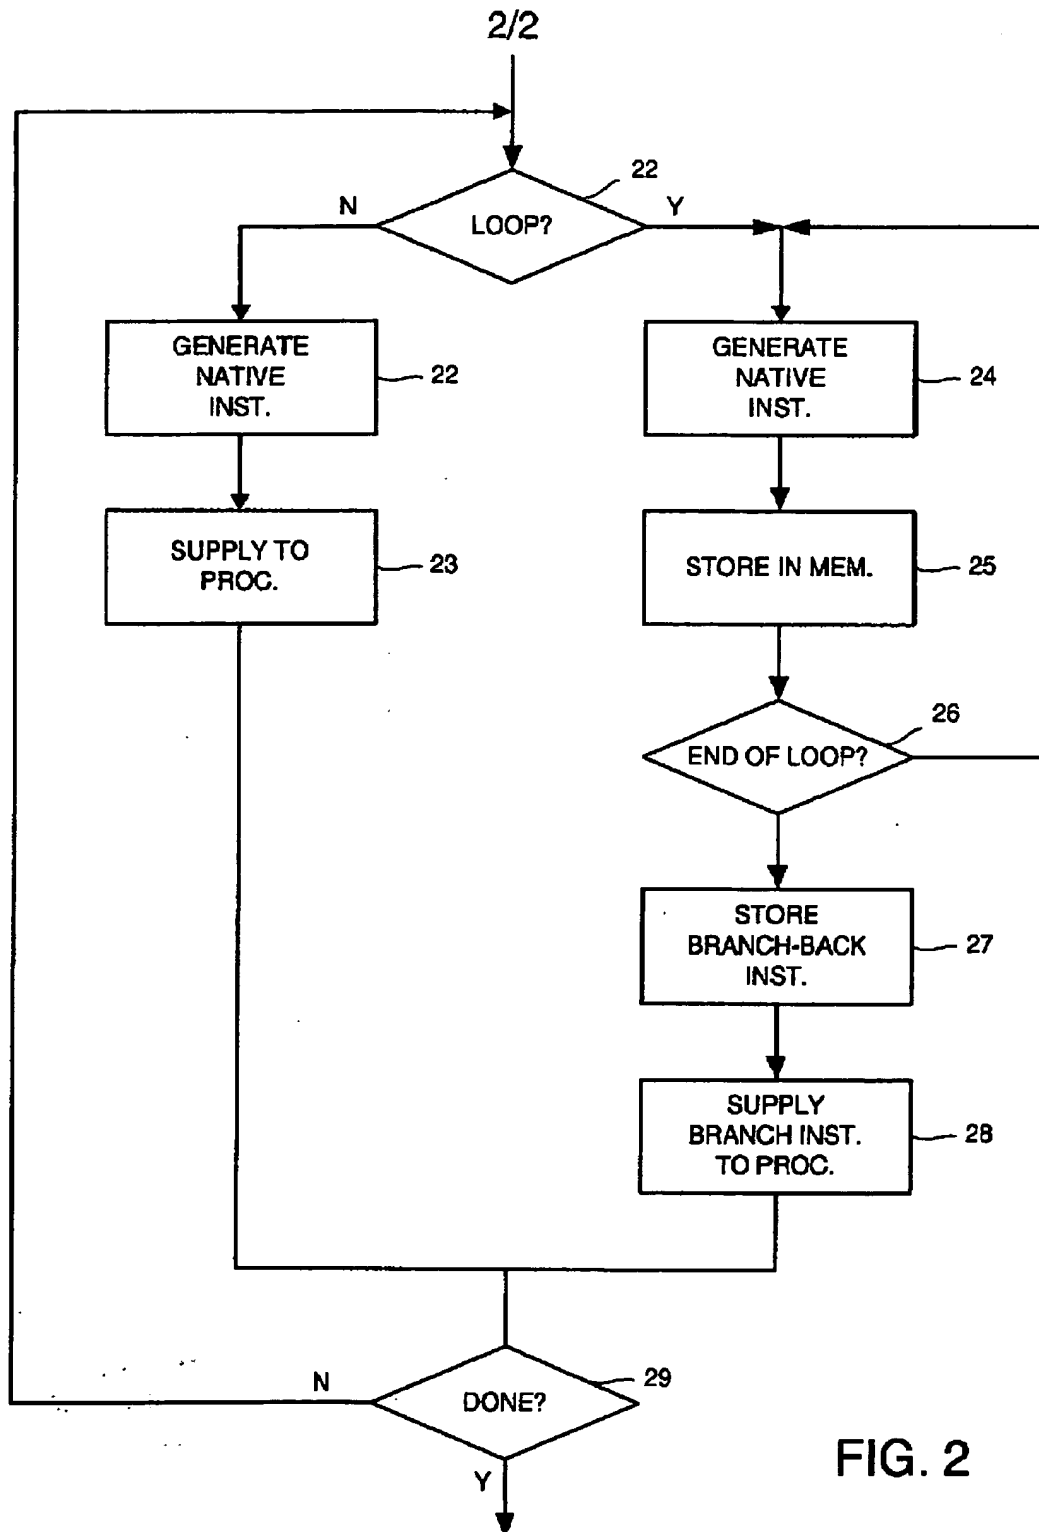 2/2
22
N
Y
LOOP?
GENERATE
NATIVE
INST.
22
GENERATE
NATIVE
INST.
24
SUPPLY TO
PROC.
23
STORE IN MEM.
25
26
END OF LOOP?
STORE
BRANCH-BACK
INST.
27
SUPPLY
BRANCH INST.
TO PROC.
28
N
29
DONE?
Y
FIG. 2